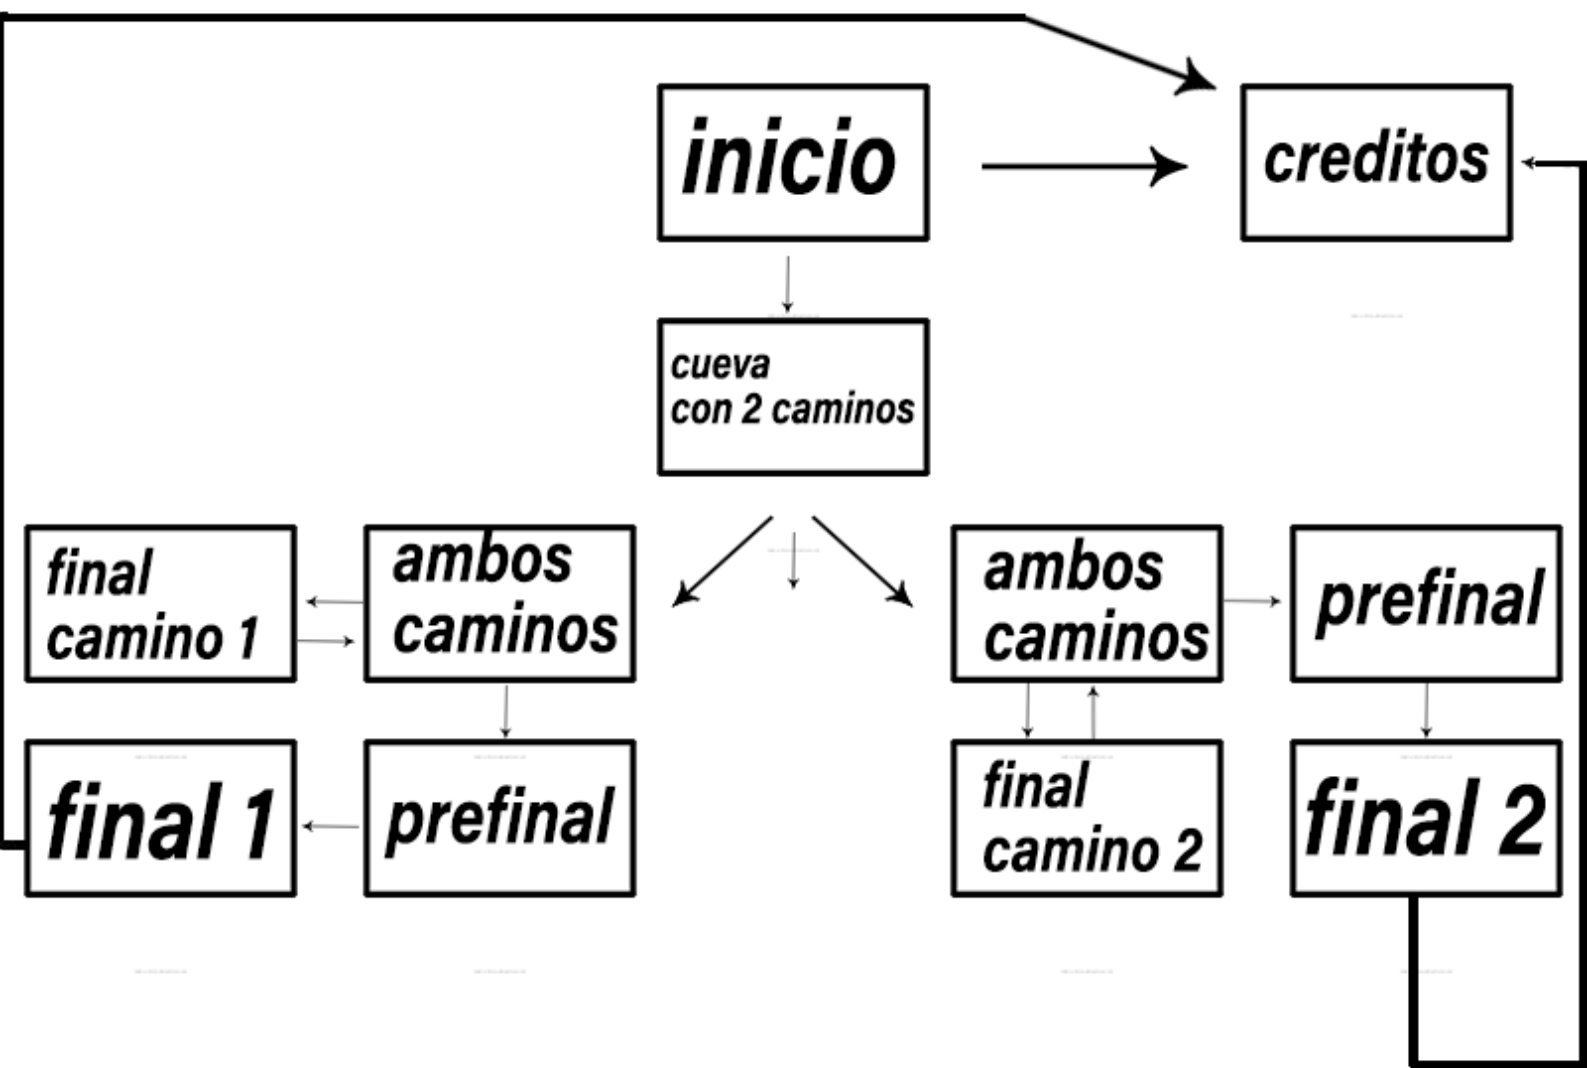 inicio
creditos
cueva
con 2 caminos
final
camino 1
ambos
caminos
ambos
caminos
prefinal
final 1
prefinal
final
camino 2
final 2